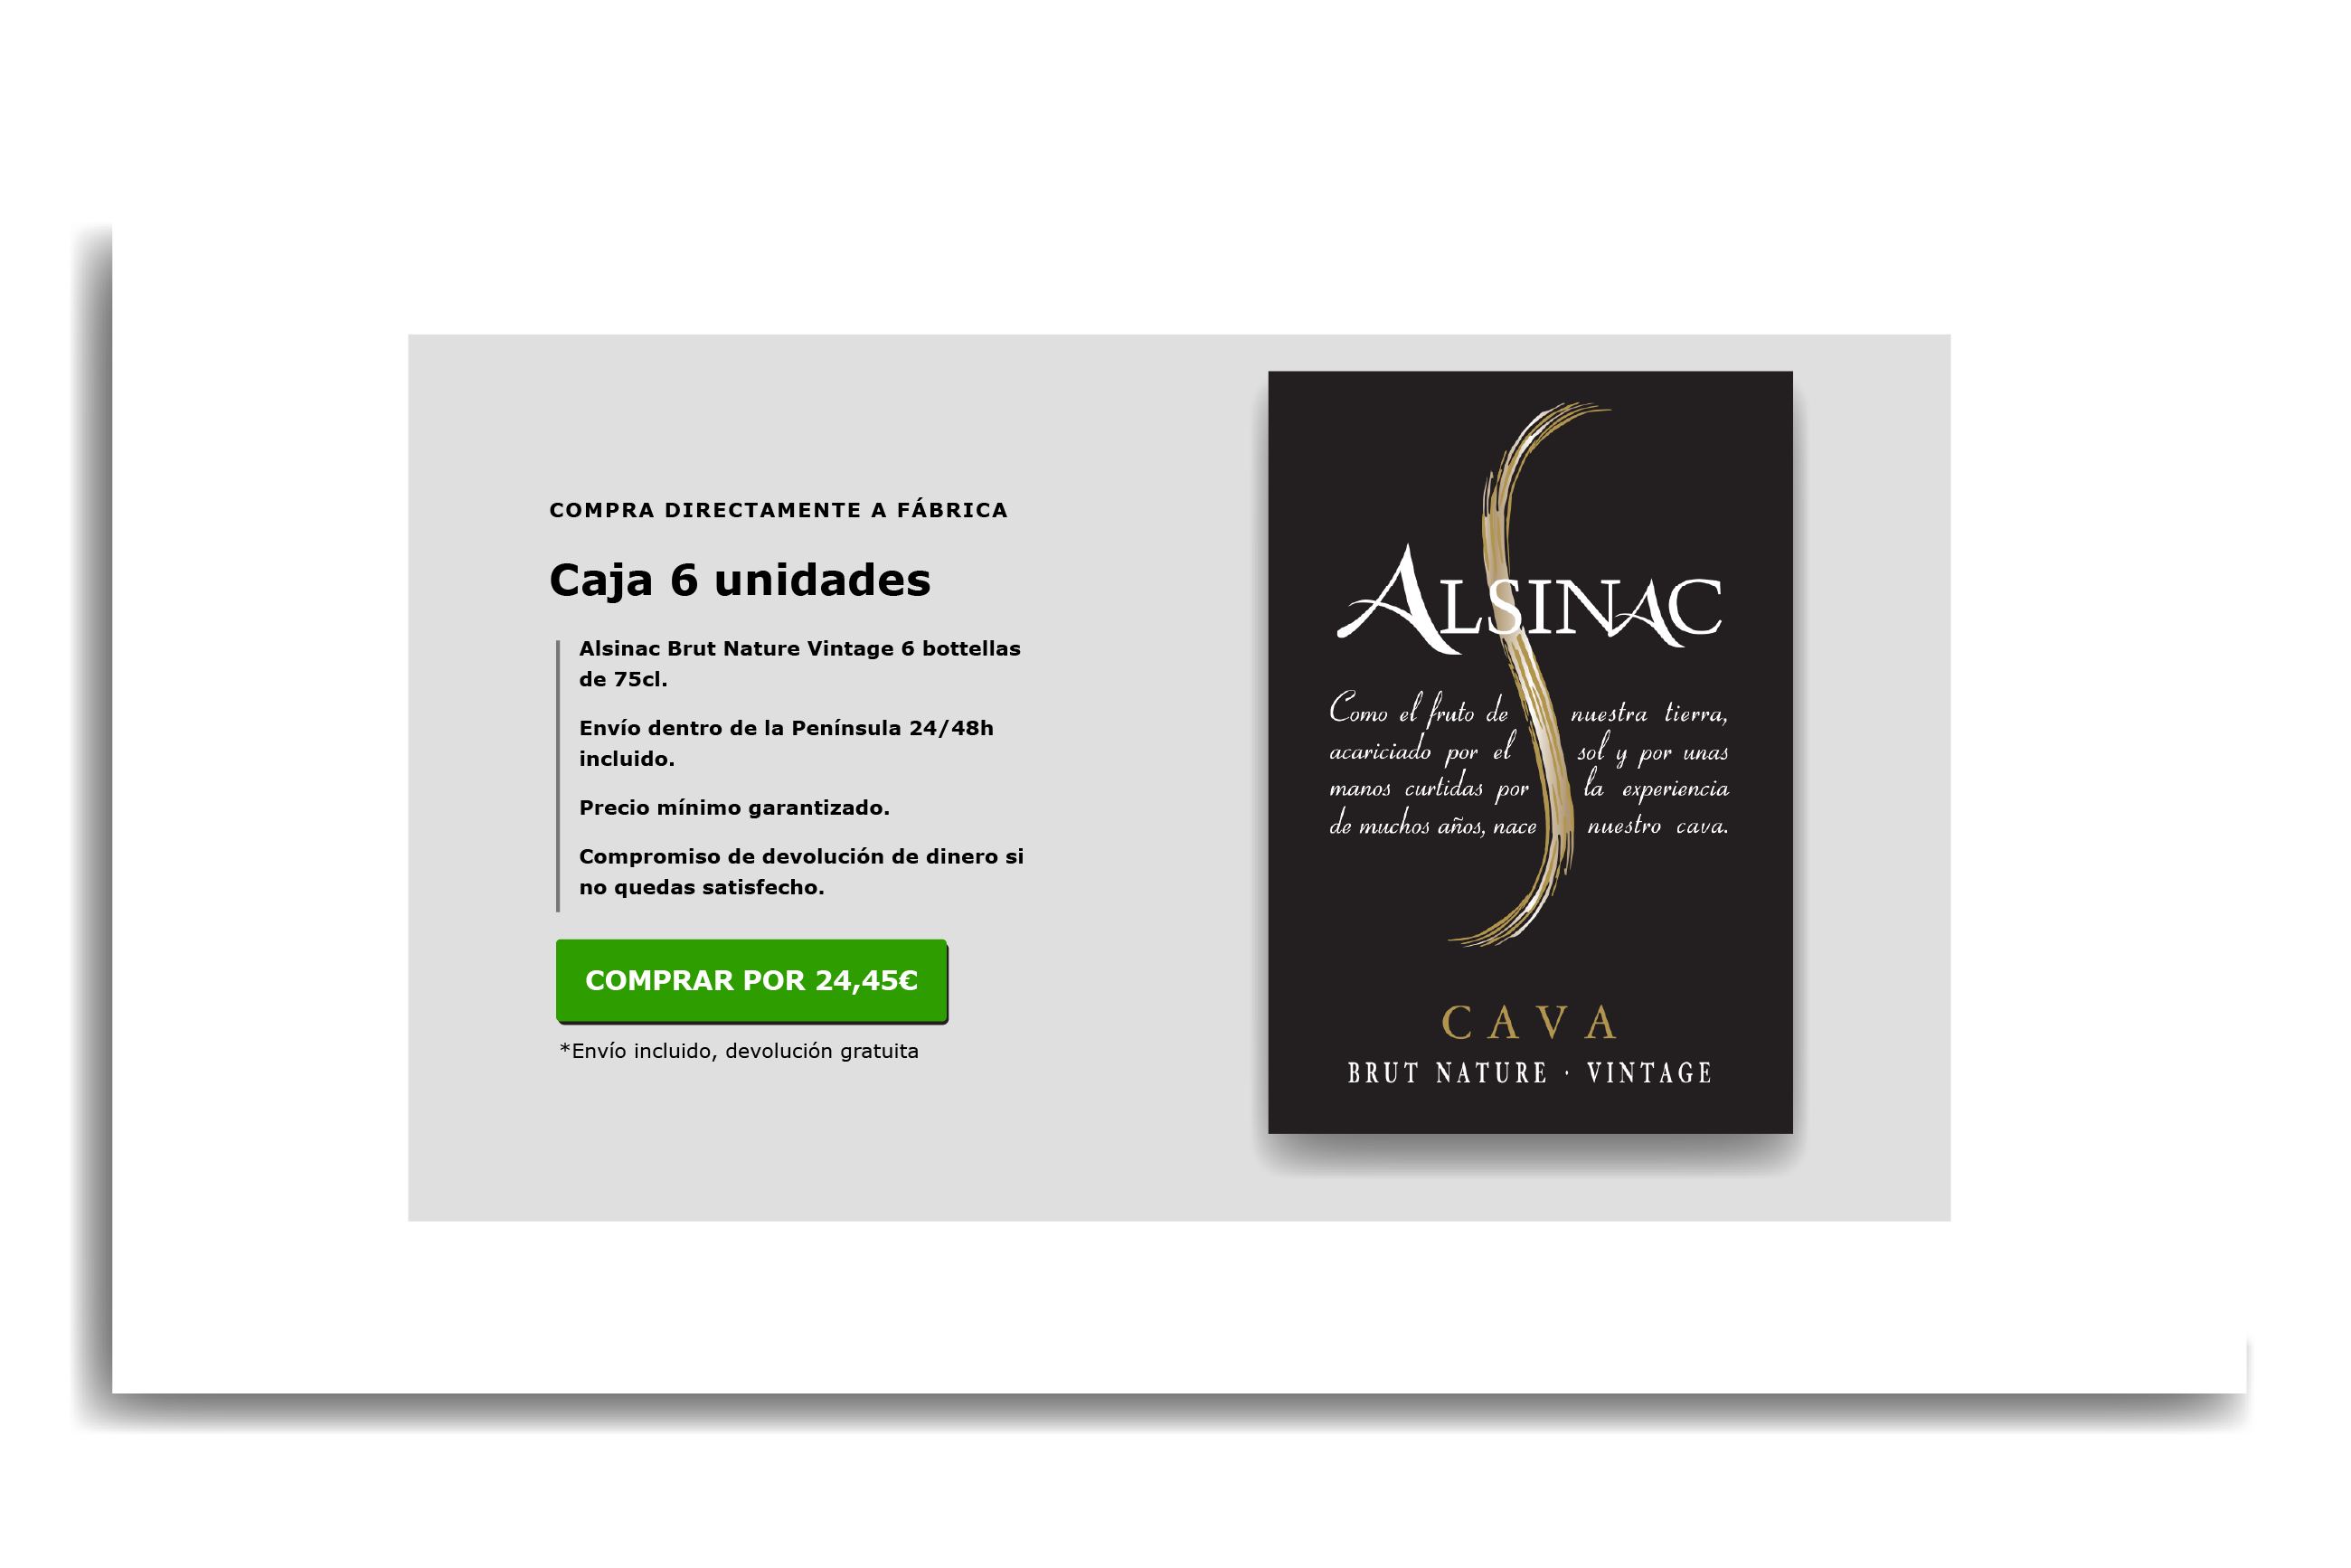 COMPRA DIRECTAMENTE A FÁBRICA
Caja 6 unidades
Alsinac Brut Nature Vintage 6 bottellas
de 75cl.
Envío dentro de la Península 24/48h
incluido.
Precio mínimo garantizado.
Compromiso de devolución de dinero si
no quedas satisfecho.
COMPRAR POR 24,45€
*Envío incluido, devolución gratuita
ALSINAC
Como el fruto de nuestra tierra,
acariciado por el sol y por unas
manos curtidas por la experiencia
de muchos años, nace nuestro cava.
CAVA
BRUT NATURE · VINTAGE